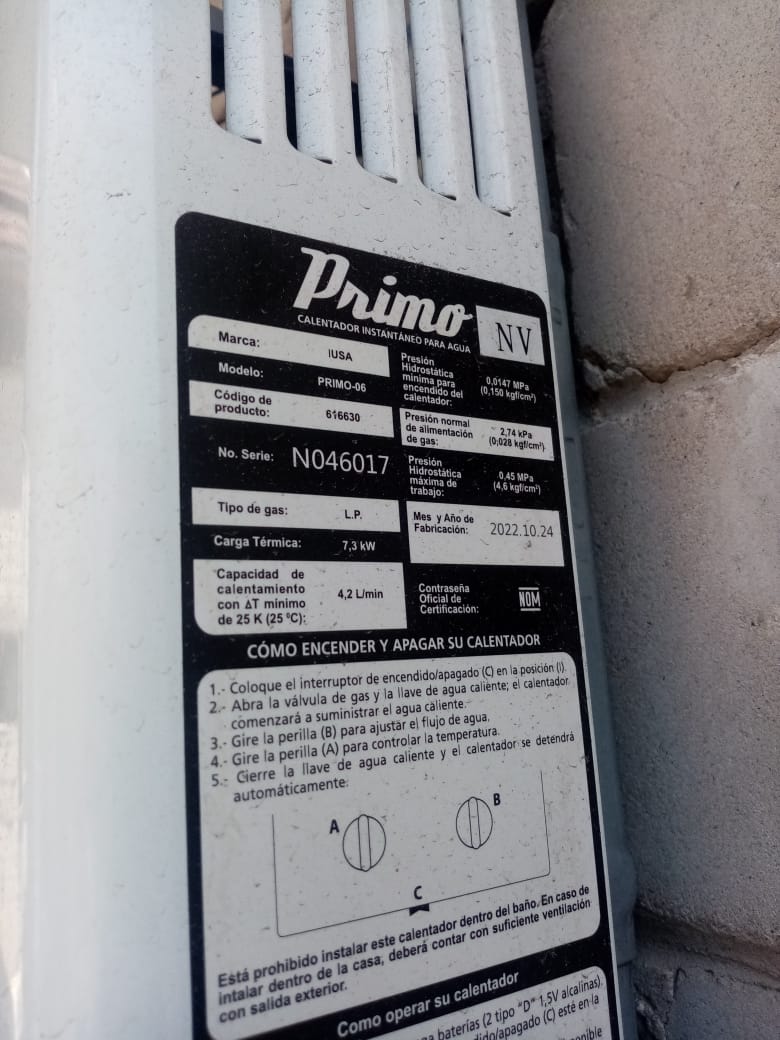 Primo
CALENTADOR INSTANTÁNEO PARA AGUA
NV
Marca:
IUSA
Modelo:
PRIMO-06
Código de
producto:
616630
No. Serie:
N046017
Tipo de gas:
L.P.
Carga Térmica:
7,3 kW
Capacidad de
calentamiento
con ΔT mínimo
de 25 K (25 °C):
4,2 L/min
Presión
Hidrostática
mínima para
encendido del
calentador:
0,0147 MPa
(0,150 kgf/cm²)
Presión normal
de alimentación
de gas:
2,74 kPa
(0,028 kgf/cm²)
Presión
Hidrostática
máxima de
trabajo:
0,45 MPa
(4,6 kgf/cm²)
Mes y Año de
Fabricación:
2022.10.24
Contraseña
Oficial de
Certificación:
NOM
CÓMO ENCENDER Y APAGAR SU CALENTADOR
1.- Coloque el interruptor de encendido/apagado (C) en la posición (I).
2.- Abra la válvula de gas y la llave de agua caliente; el calentador
comenzará a suministrar el agua caliente.
3.- Gire la perilla (B) para ajustar el flujo de agua.
4.- Gire la perilla (A) para controlar la temperatura.
5.- Cierre la llave de agua caliente y el calentador se detendrá
automáticamente.
A
B
C
Está prohibido instalar este calentador dentro del baño. En caso de
intalar dentro de la casa, deberá contar con suficiente ventilación
con salida exterior.
Como operar su calentador
baterías (2 tipo "D" 1,5V alcalinas).
/apagado (C) esté en la